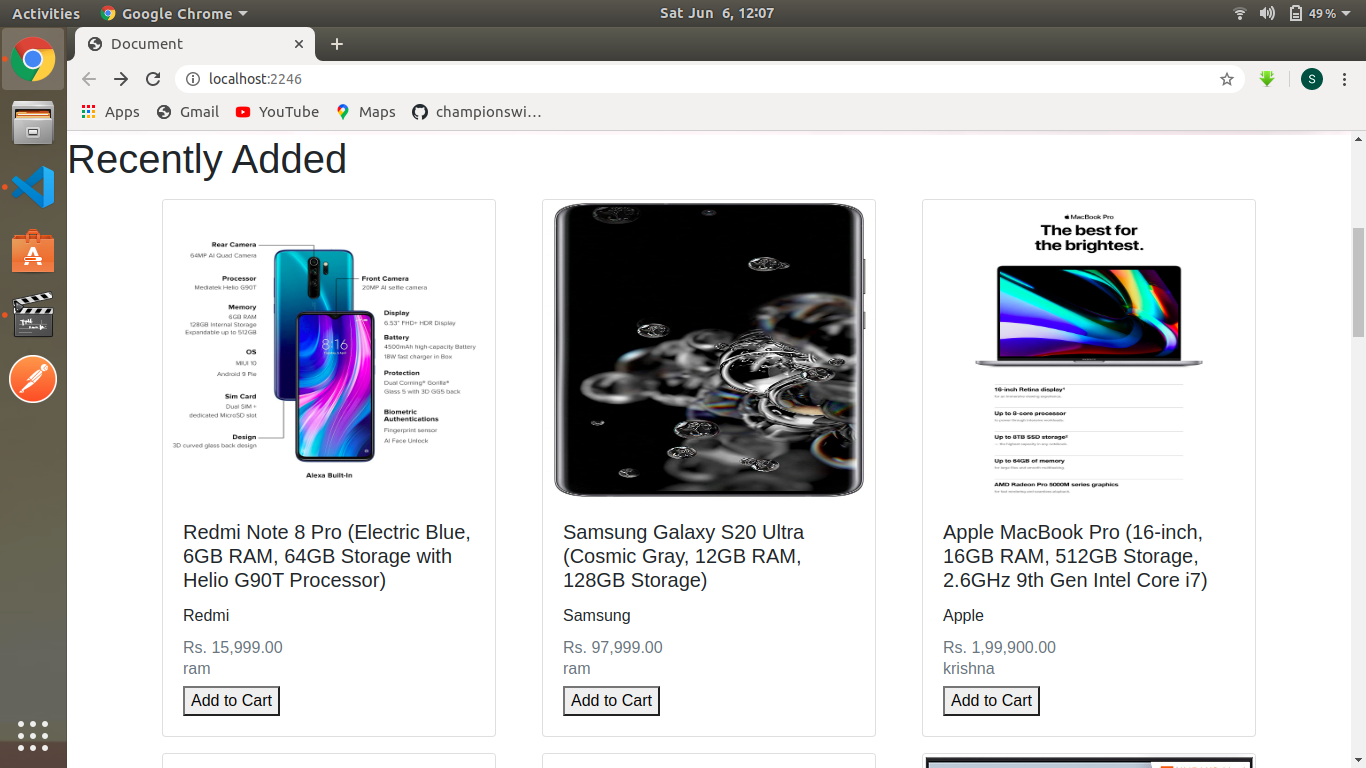 Activities
Google Chrome
Sat Jun 6, 12:07
49%
Document
localhost:2246
S
Apps
Gmail
YouTube
Maps
championswi...
Recently Added
Rear Camera
64MP AI Quad Camera
Processor
Mediatek Helio G90T
Memory
6GB RAM
128GB Internal Storage
Expandable up to 512GB
OS
MIUI 10
Android 9 Pie
Sim Card
Dual SIM +
dedicated MicroSD slot
Design
3D curved glass back design
8:16
Front Camera
20MP AI selfie camera
Display
6.53" FHD+ HDR Display
Battery
4500mAh high-capacity Battery
18W fast charger in Box
Protection
Dual Corning® Gorilla®
Glass 5 with 3D GG5 back
Biometric
Authentications
Fingerprint sensor
AI Face Unlock
Alexa Built-In
Redmi Note 8 Pro (Electric Blue,
6GB RAM, 64GB Storage with
Helio G90T Processor)
Redmi
Rs. 15,999.00
ram
Add to Cart
Samsung Galaxy S20 Ultra
(Cosmic Gray, 12GB RAM,
128GB Storage)
Samsung
Rs. 97,999.00
ram
Add to Cart
MacBook Pro
The best for
the brightest.
16-inch Retina display
Up to 8-core processor
Up to 8TB SSD storage
Up to 64GB of memory
AMD Radeon Pro 5000M series graphics
Apple MacBook Pro (16-inch,
16GB RAM, 512GB Storage,
2.6GHz 9th Gen Intel Core i7)
Apple
Rs. 1,99,900.00
krishna
Add to Cart